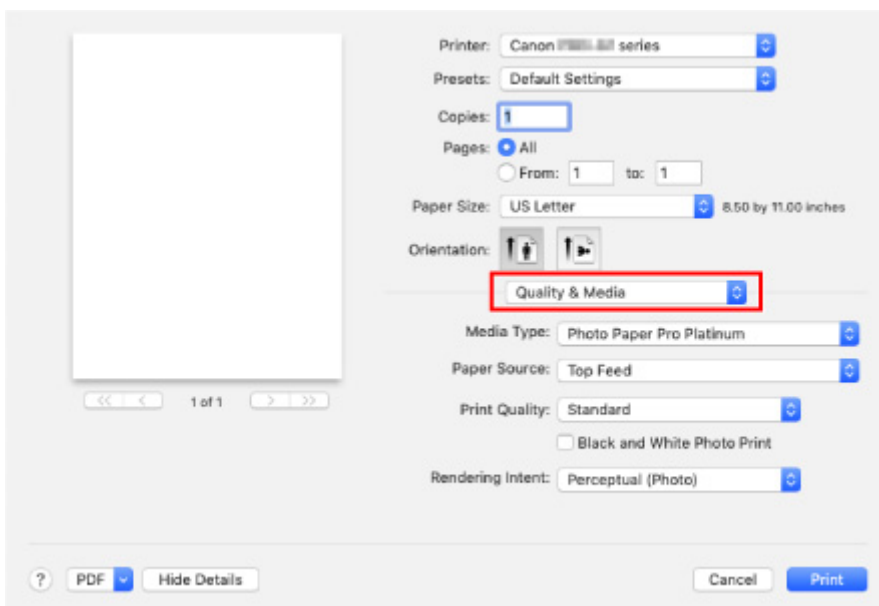 Printer: Canon series
Presets: Default Settings
Copies: 1
Pages: All
From: 1 to: 1
Paper Size: US Letter 8.50 by 11.00 inches
Orientation:
Quality & Media
Media Type: Photo Paper Pro Platinum
Paper Source: Top Feed
1 of 1
Print Quality: Standard
Black and White Photo Print
Rendering Intent: Perceptual (Photo)
? PDF Hide Details Cancel Print